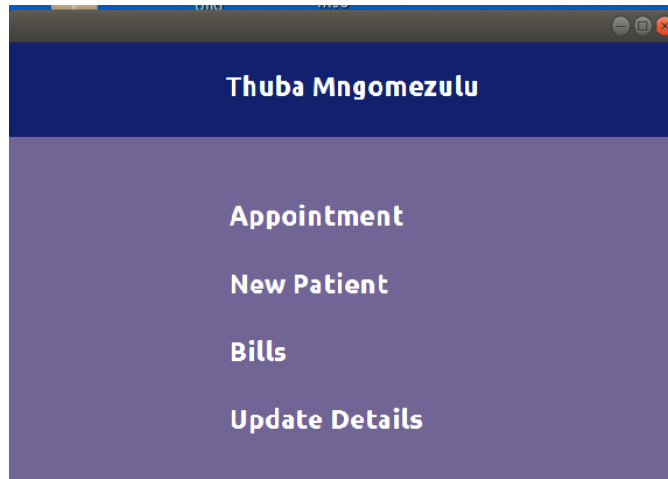 Thuba Mngomezulu
Appointment
New Patient
Bills
Update Details